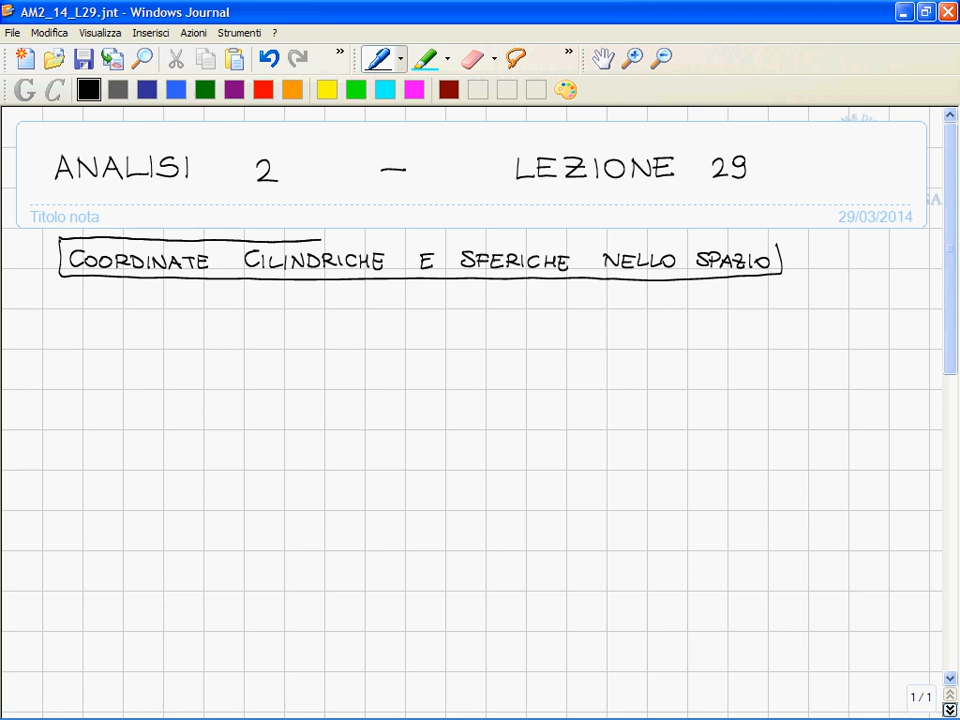 AM2_14_L29.jnt - Windows Journal
File Modifica Visualizza Inserisci Azioni Strumenti ?
G C
ANALISI 2 - LEZIONE 29
Titolo nota 29/03/2014
COORDINATE CILINDRICHE E SFERICHE NELLO SPAZIO
1 / 1